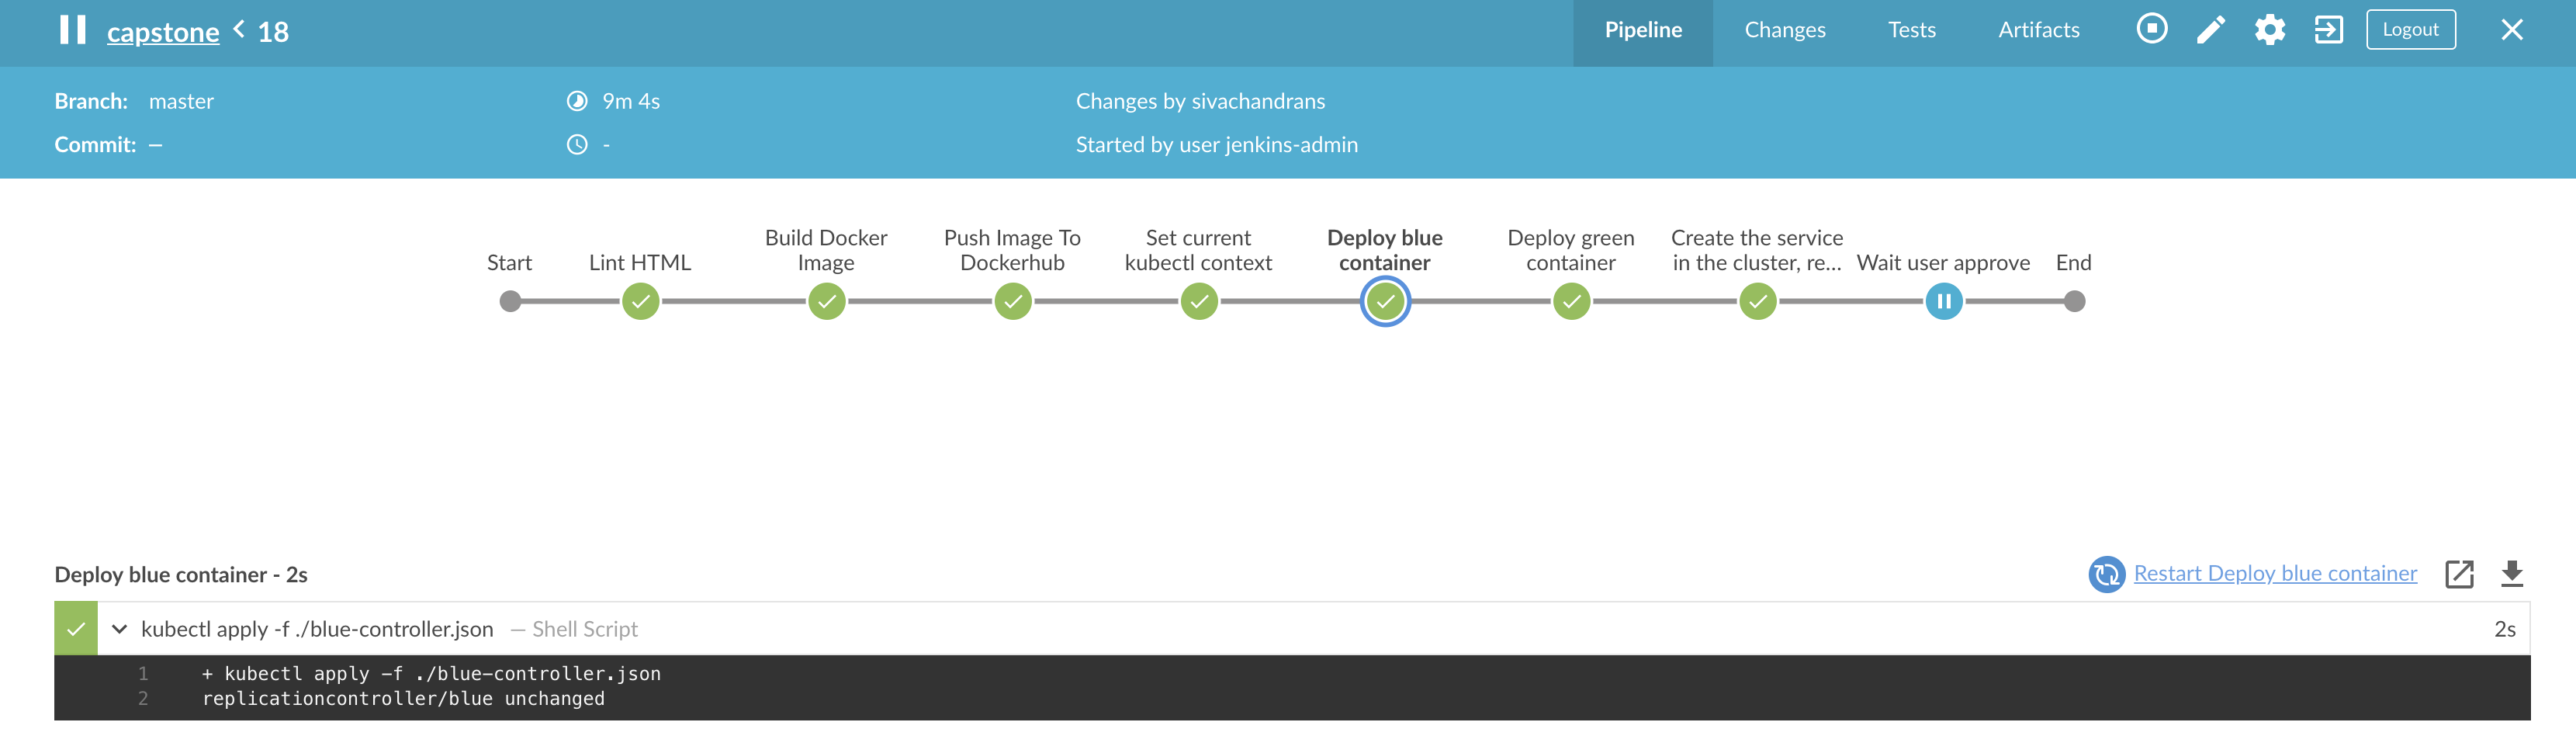 capstone < 18
Pipeline Changes Tests Artifacts Logout
Branch: master
9m 4s
Changes by sivachandrans
Commit: —
-
Started by user jenkins-admin
Start
Lint HTML
Build Docker
Image
Push Image To
Dockerhub
Set current
kubectl context
Deploy blue
container
Deploy green
container
Create the service
in the cluster, re...
Wait user approve
End
Deploy blue container - 2s
Restart Deploy blue container
kubectl apply -f ./blue-controller.json — Shell Script 2s
1 + kubectl apply -f ./blue-controller.json
2 replicationcontroller/blue unchanged